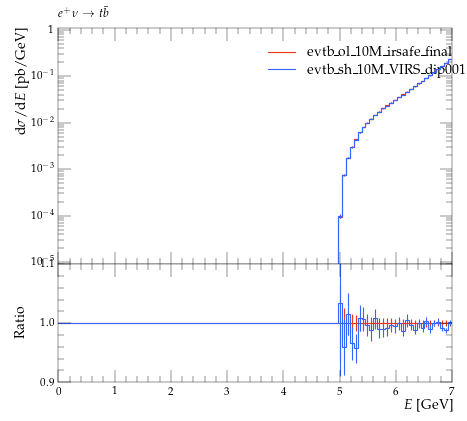 e⁺ν → tb̄
1
10⁻¹
10⁻²
10⁻³
10⁻⁴
10⁻⁵
dσ/dE [pb/GeV]
evtb_ol_10M_irsafe_final
evtb_sh_10M_VIRS_dip001
1.1
1.0
0.9
Ratio
0 1 2 3 4 5 6 7
E [GeV]